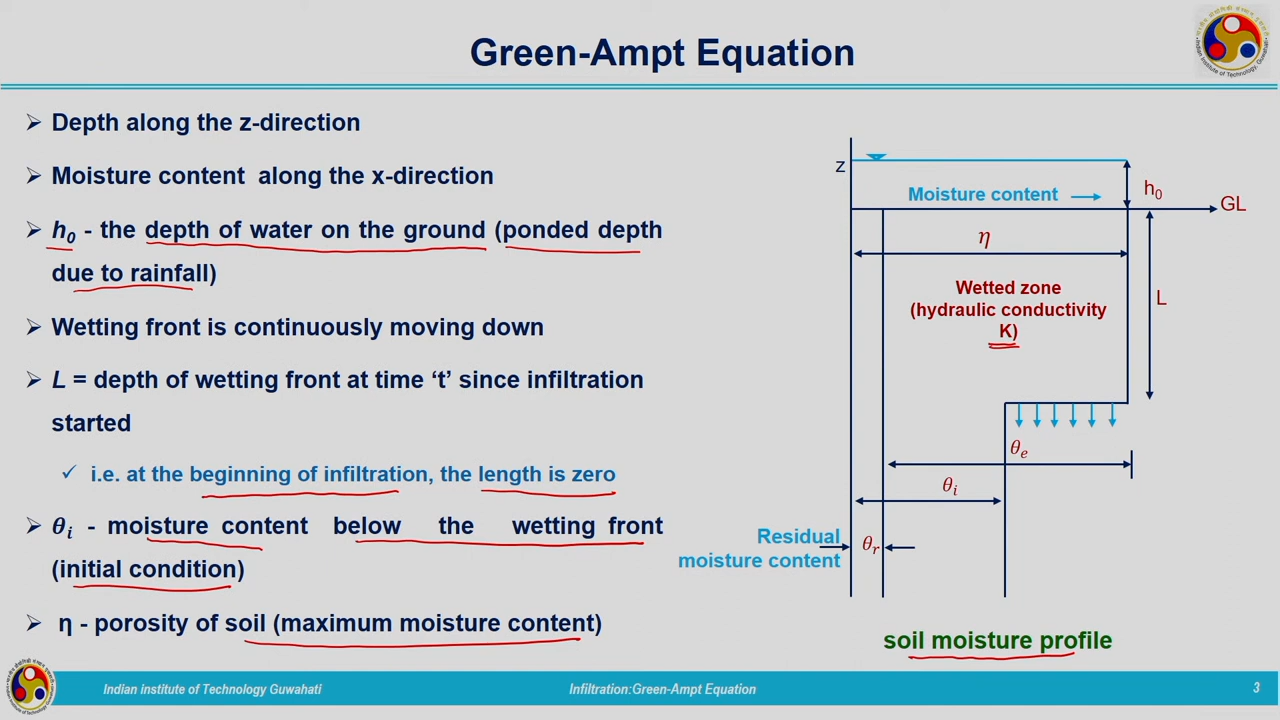 Green-Ampt Equation
➢ Depth along the z-direction
➢ Moisture content along the x-direction
➢ h0 - the depth of water on the ground (ponded depth
due to rainfall)
➢ Wetting front is continuously moving down
➢ L = depth of wetting front at time ‘t’ since infiltration
started
✓ i.e. at the beginning of infiltration, the length is zero
➢ θi - moisture content below the wetting front
(initial condition)
➢ η - porosity of soil (maximum moisture content)
z
Moisture content
h0
GL
η
Wetted zone
(hydraulic conductivity
K)
L
θe
θi
Residual
moisture content
θr
soil moisture profile
Indian institute of Technology Guwahati
Infiltration:Green-Ampt Equation
3